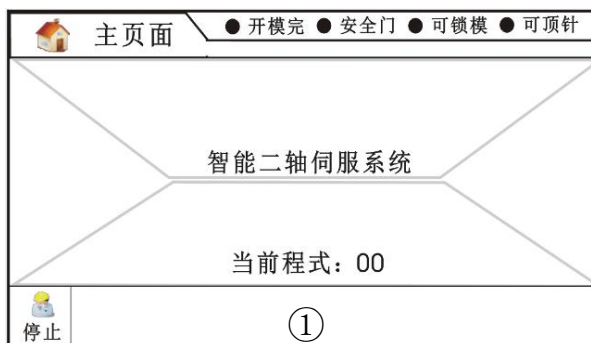 主页面 ● 开模完 ● 安全门 ● 可锁模 ● 可顶针
智能二轴伺服系统
当前程式：00
停止 ①